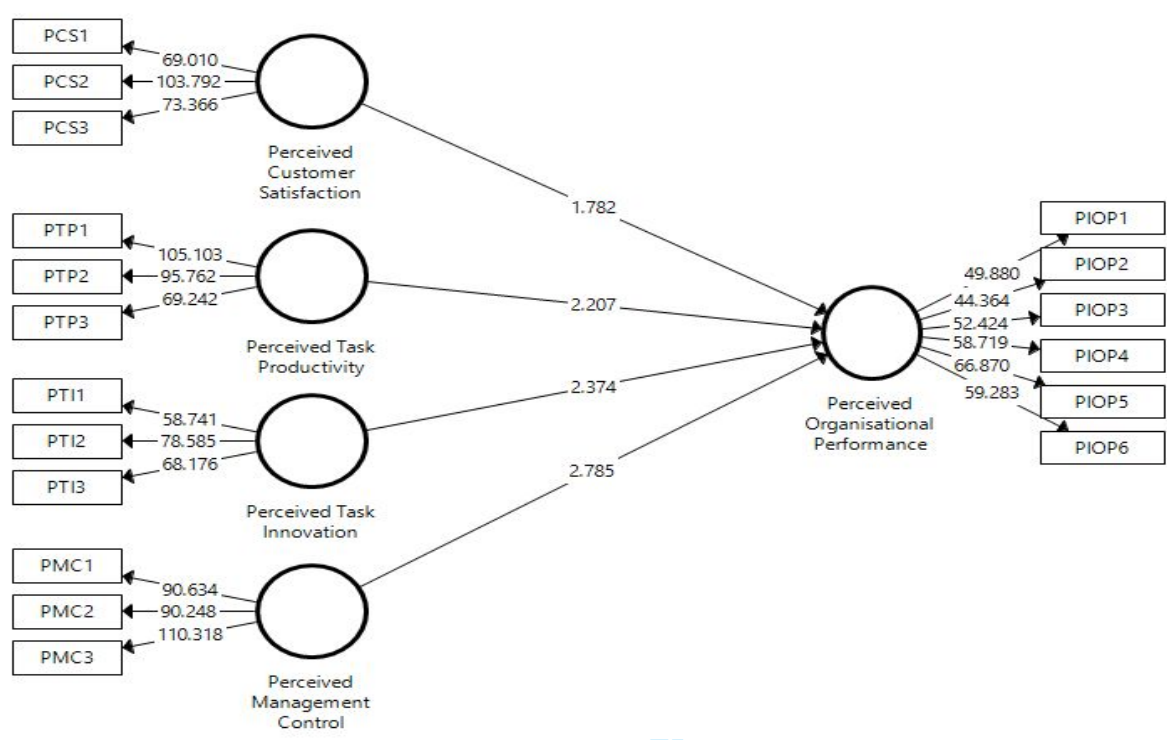 PCS1
69.010
PCS2
103.792
73.366
PCS3
Perceived
Customer
Satisfaction
1.782
PTP1
105.103
PTP2
95.762
69.242
PTP3
Perceived Task
Productivity
2.207
PTI1
58.741
PTI2
78.585
68.176
PTI3
Perceived Task
Innovation
2.374
PMC1
90.634
PMC2
90.248
110.318
PMC3
Perceived
Management
Control
2.785
Perceived
Organisational
Performance
PIOP1
49.880
PIOP2
44.364
PIOP3
52.424
58.719
PIOP4
66.870
PIOP5
59.283
PIOP6